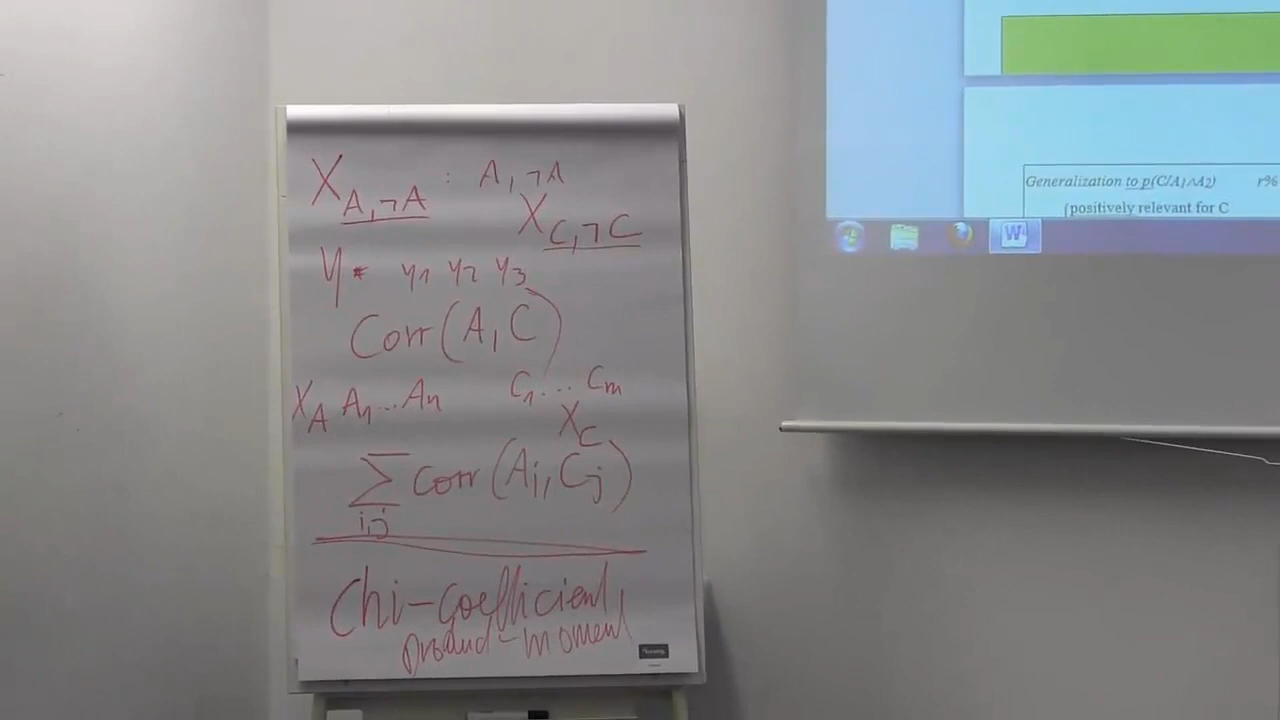 X A,¬A : A,¬A
X C,¬C
y y1 y2 y3
Corr(A,C)
XA A1...An C1...Cm
XC
∑ i,j corr(Ai,Cj)
Chi-coefficient,
product-moment
Generalization to p(C/A1∧A2) r%
(positively relevant for C
W